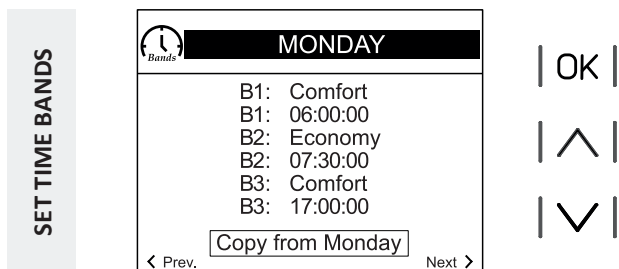 SET TIME BANDS
Bands
MONDAY
B1: Comfort
B1: 06:00:00
B2: Economy
B2: 07:30:00
B3: Comfort
B3: 17:00:00
Copy from Monday
< Prev.
Next >
OK